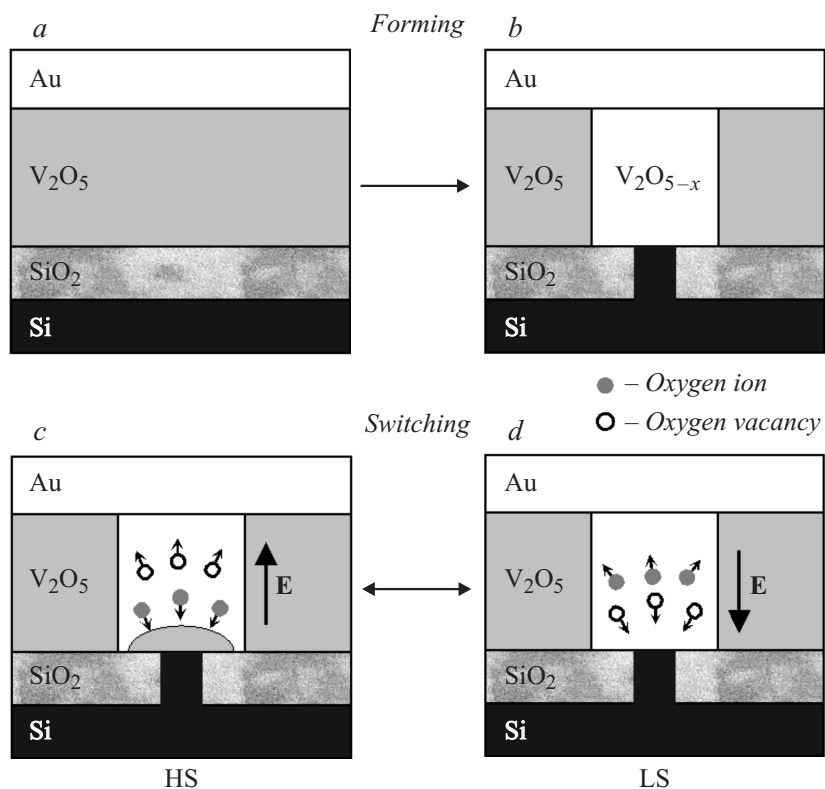 a
Forming
b
Au
Au
V₂O₅
V₂O₅
V₂O₅₋ₓ
SiO₂
SiO₂
Si
Si
– Oxygen ion
– Oxygen vacancy
c
Switching
d
Au
Au
V₂O₅
E
V₂O₅
E
SiO₂
SiO₂
Si
Si
HS
LS